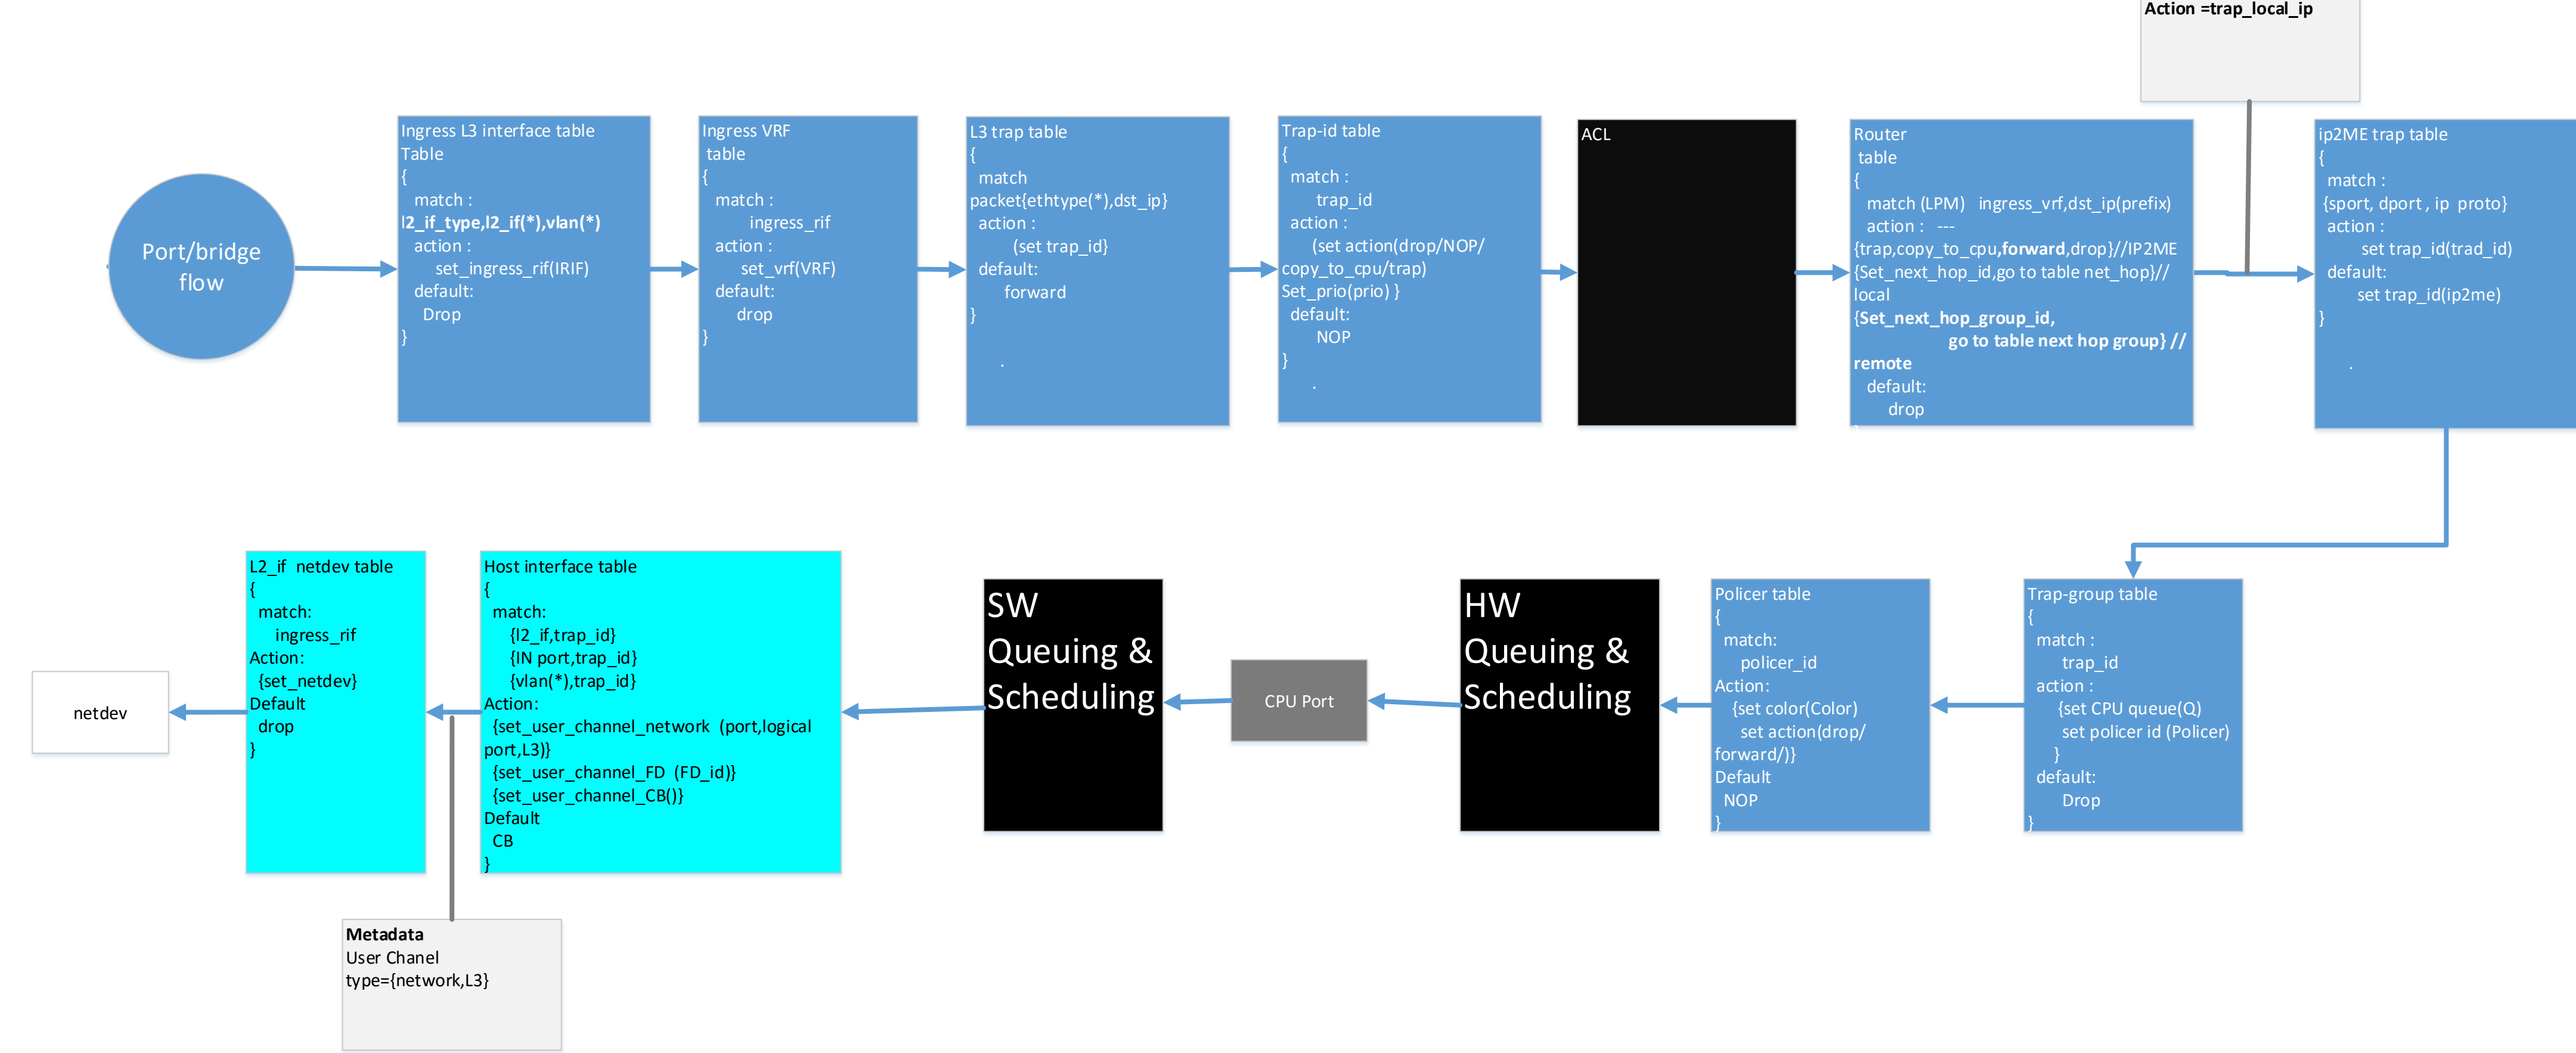 Action =trap_local_ip
Port/bridge
flow
Ingress L3 interface table
Table
{
match :
l2_if_type,l2_if(*),vlan(*)
action :
set_ingress_rif(IRIF)
default:
Drop
}
Ingress VRF
table
{
match :
ingress_rif
action :
set_vrf(VRF)
default:
drop
}
L3 trap table
{
match
packet{ethtype(*),dst_ip}
action :
(set trap_id}
default:
forward
}
.
Trap-id table
{
match :
trap_id
action :
(set action(drop/NOP/
copy_to_cpu/trap)
Set_prio(prio) }
default:
NOP
}
.
ACL
Router
table
{
match (LPM) ingress_vrf,dst_ip(prefix)
action : ---
{trap,copy_to_cpu,forward,drop}//IP2ME
{Set_next_hop_id,go to table net_hop}//
local
{Set_next_hop_group_id,
go to table next hop group} //
remote
default:
drop
ip2ME trap table
{
match :
{sport, dport , ip proto}
action :
set trap_id(trad_id)
default:
set trap_id(ip2me)
}
.
L2_if netdev table
{
match:
ingress_rif
Action:
{set_netdev}
Default
drop
}
netdev
Host interface table
{
match:
{l2_if,trap_id}
{IN port,trap_id}
{vlan(*),trap_id}
Action:
{set_user_channel_network (port,logical
port,L3)}
{set_user_channel_FD (FD_id)}
{set_user_channel_CB()}
Default
CB
}
SW
Queuing &
Scheduling
CPU Port
HW
Queuing &
Scheduling
Policer table
{
match:
policer_id
Action:
{set color(Color)
set action(drop/
forward/)}
Default
NOP
}
Trap-group table
{
match :
trap_id
action :
{set CPU queue(Q)
set policer id (Policer)
}
default:
Drop
}
Metadata
User Chanel
type={network,L3}